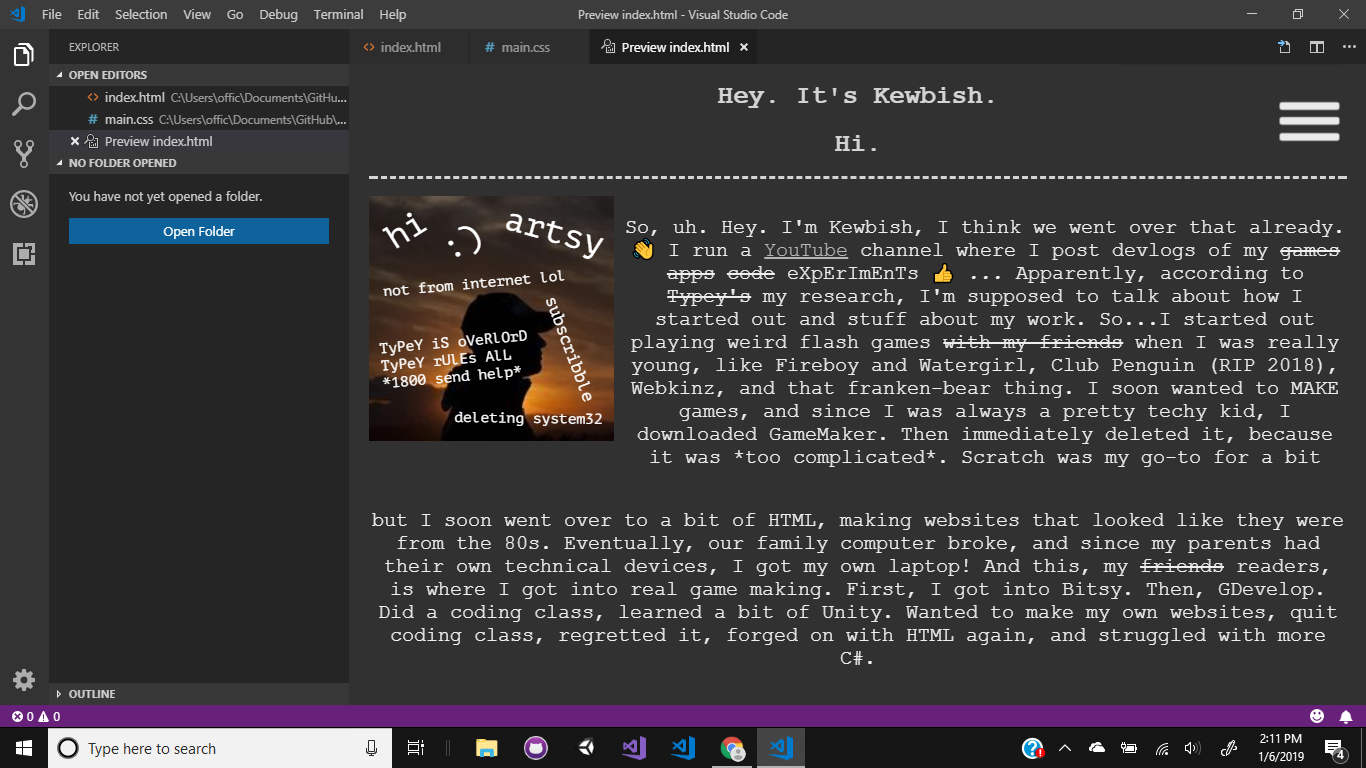 File Edit Selection View Go Debug Terminal Help
Preview index.html - Visual Studio Code
EXPLORER
OPEN EDITORS
index.html C:\Users\offic\Documents\GitHu...
main.css C:\Users\offic\Documents\GitHub\...
Preview index.html
NO FOLDER OPENED
You have not yet opened a folder.
Open Folder
OUTLINE
index.html
# main.css
Preview index.html
Hey. It's Kewbish.
Hi.
hi :) artsy
not from internet lol
subscribble
TyPeY iS oVeRlOrD
TyPeY rUlEs AlL
*1800 send help*
deleting system32
So, uh. Hey. I'm Kewbish, I think we went over that already.
👋 I run a YouTube channel where I post devlogs of my games
apps code eXpErImEnTs 👍 ... Apparently, according to
Typey's my research, I'm supposed to talk about how I
started out and stuff about my work. So...I started out
playing weird flash games with my friends when I was really
young, like Fireboy and Watergirl, Club Penguin (RIP 2018),
Webkinz, and that franken-bear thing. I soon wanted to MAKE
games, and since I was always a pretty techy kid, I
downloaded GameMaker. Then immediately deleted it, because
it was *too complicated*. Scratch was my go-to for a bit
but I soon went over to a bit of HTML, making websites that looked like they were
from the 80s. Eventually, our family computer broke, and since my parents had
their own technical devices, I got my own laptop! And this, my friends readers,
is where I got into real game making. First, I got into Bitsy. Then, GDevelop.
Did a coding class, learned a bit of Unity. Wanted to make my own websites, quit
coding class, regretted it, forged on with HTML again, and struggled with more
C#.
0 0
Type here to search
2:11 PM
1/6/2019
4